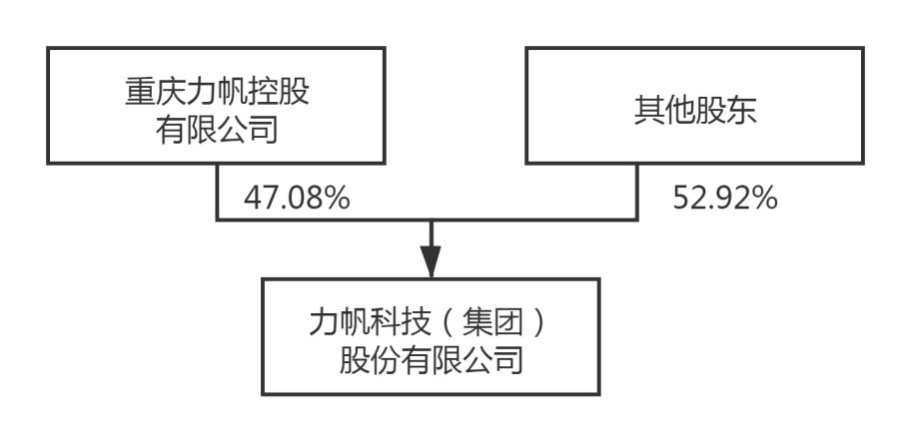 重庆力帆控股
有限公司
其他股东
47.08%
52.92%
力帆科技（集团）
股份有限公司